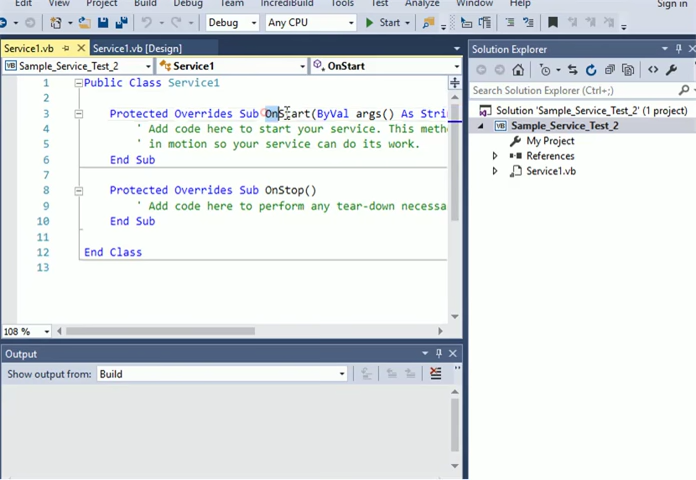 Edit View Project Build Debug Team IncrediBuild Tools Analyze Window Sign in
Debug Any CPU Start
Service1.vb Service1.vb [Design]
Sample_Service_Test_2 Service1 OnStart
1 Public Class Service1
2
3 Protected Overrides Sub OnStart(ByVal args() As Strin
4 ' Add code here to start your service. This metho
5 ' in motion so your service can do its work.
6 End Sub
7
8 Protected Overrides Sub OnStop()
9 ' Add code here to perform any tear-down necessa
10 End Sub
11
12 End Class
13
108 %
Output
Show output from: Build
Solution Explorer
Search Solution Explorer (Ctrl+;)
Solution 'Sample_Service_Test_2' (1 project)
Sample_Service_Test_2
My Project
References
Service1.vb